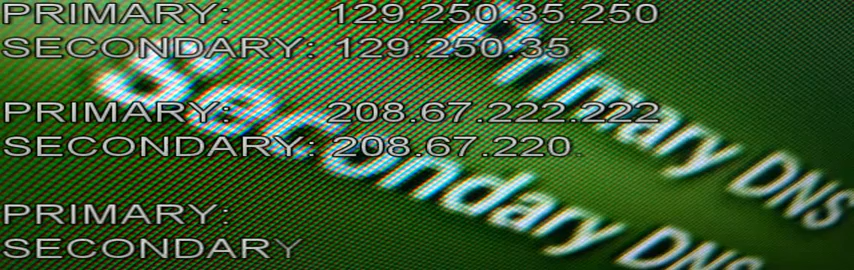 PRIMARY: 129.250.35.250
SECONDARY: 129.250.35.
PRIMARY: 208.67.222.222
SECONDARY: 208.67.220.
PRIMARY:
SECONDARY
Primary DNS
Secondary DNS